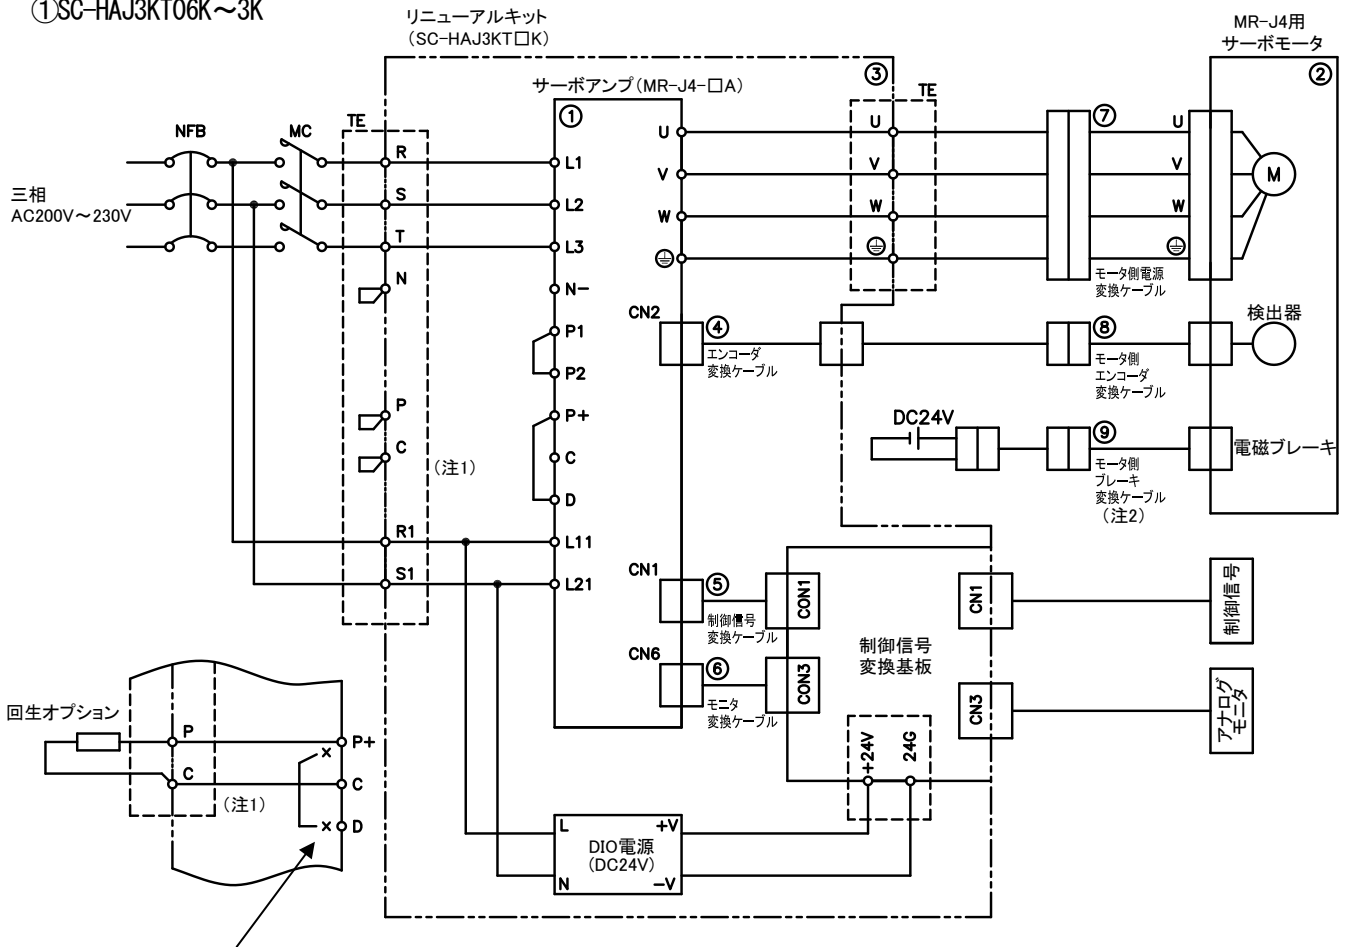 ①SC-HAJ3KT06K～3K
リニューアルキット
(SC-HAJ3KT□K)
MR-J4用
サーボモータ
サーボアンプ(MR-J4-□A)
③
②
①
TE
⑦
NFB
MC
TE
三相
AC200V～230V
R
S
T
N
P
C
(注1)
R1
S1
L1
L2
L3
N-
P1
P2
P+
C
D
L11
L21
U
V
W
CN2
④
エンコーダ
変換ケーブル
U
V
W
モータ側電源
変換ケーブル
U
V
W
M
⑧
モータ側
エンコーダ
変換ケーブル
検出器
DC24V
⑨
モータ側
ブレーキ
変換ケーブル
(注2)
電磁ブレーキ
CN1
⑤
制御信号
変換ケーブル
CON1
CN6
⑥
モニタ
変換ケーブル
CON3
制御信号
変換基板
CN1
制御信号
CN3
アナログ
モニタ
+24V
24G
回生オプション
P
C
(注1)
P+
C
D
L
N
DIO電源
(DC24V)
+V
-V